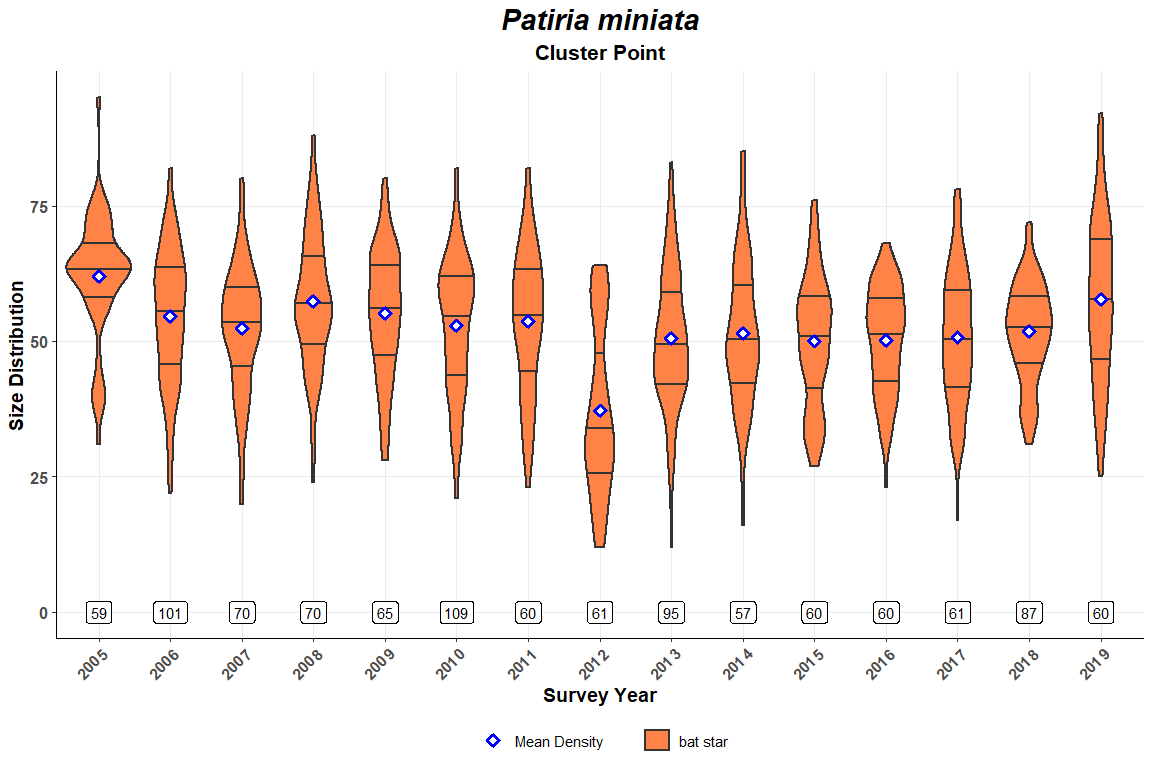 Patiria miniata
Cluster Point
Size Distribution
75
50
25
0
59 101 70 70 65 109 60 61 95 57 60 60 61 87 60
2005 2006 2007 2008 2009 2010 2011 2012 2013 2014 2015 2016 2017 2018 2019
Survey Year
Mean Density bat star